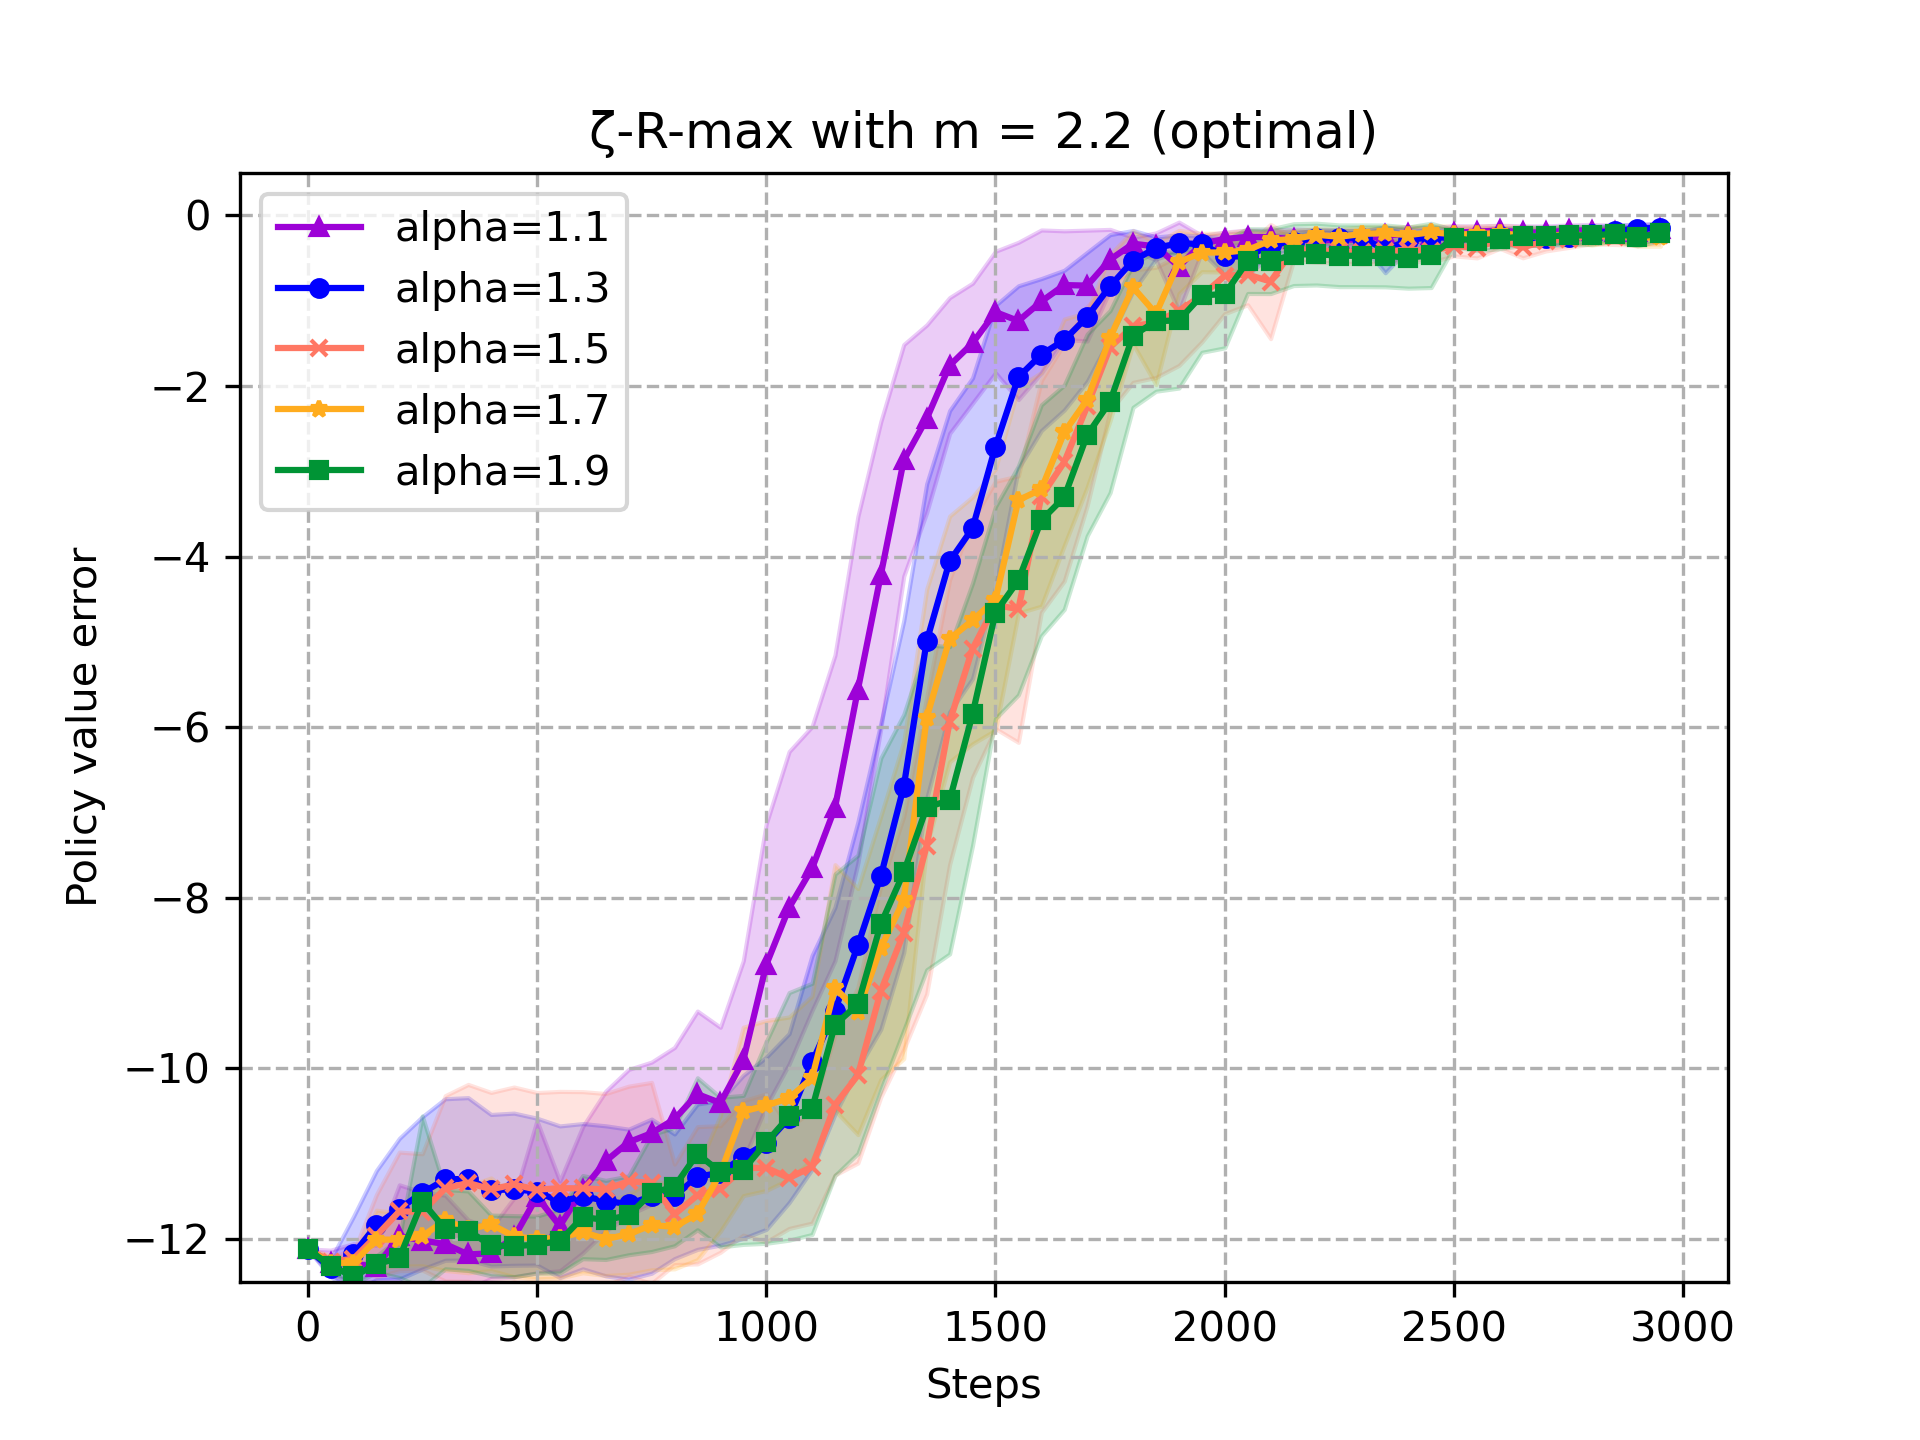 ζ-R-max with m = 2.2 (optimal)
alpha=1.1
alpha=1.3
alpha=1.5
alpha=1.7
alpha=1.9
Policy value error
0
−2
−4
−6
−8
−10
−12
0 500 1000 1500 2000 2500 3000
Steps